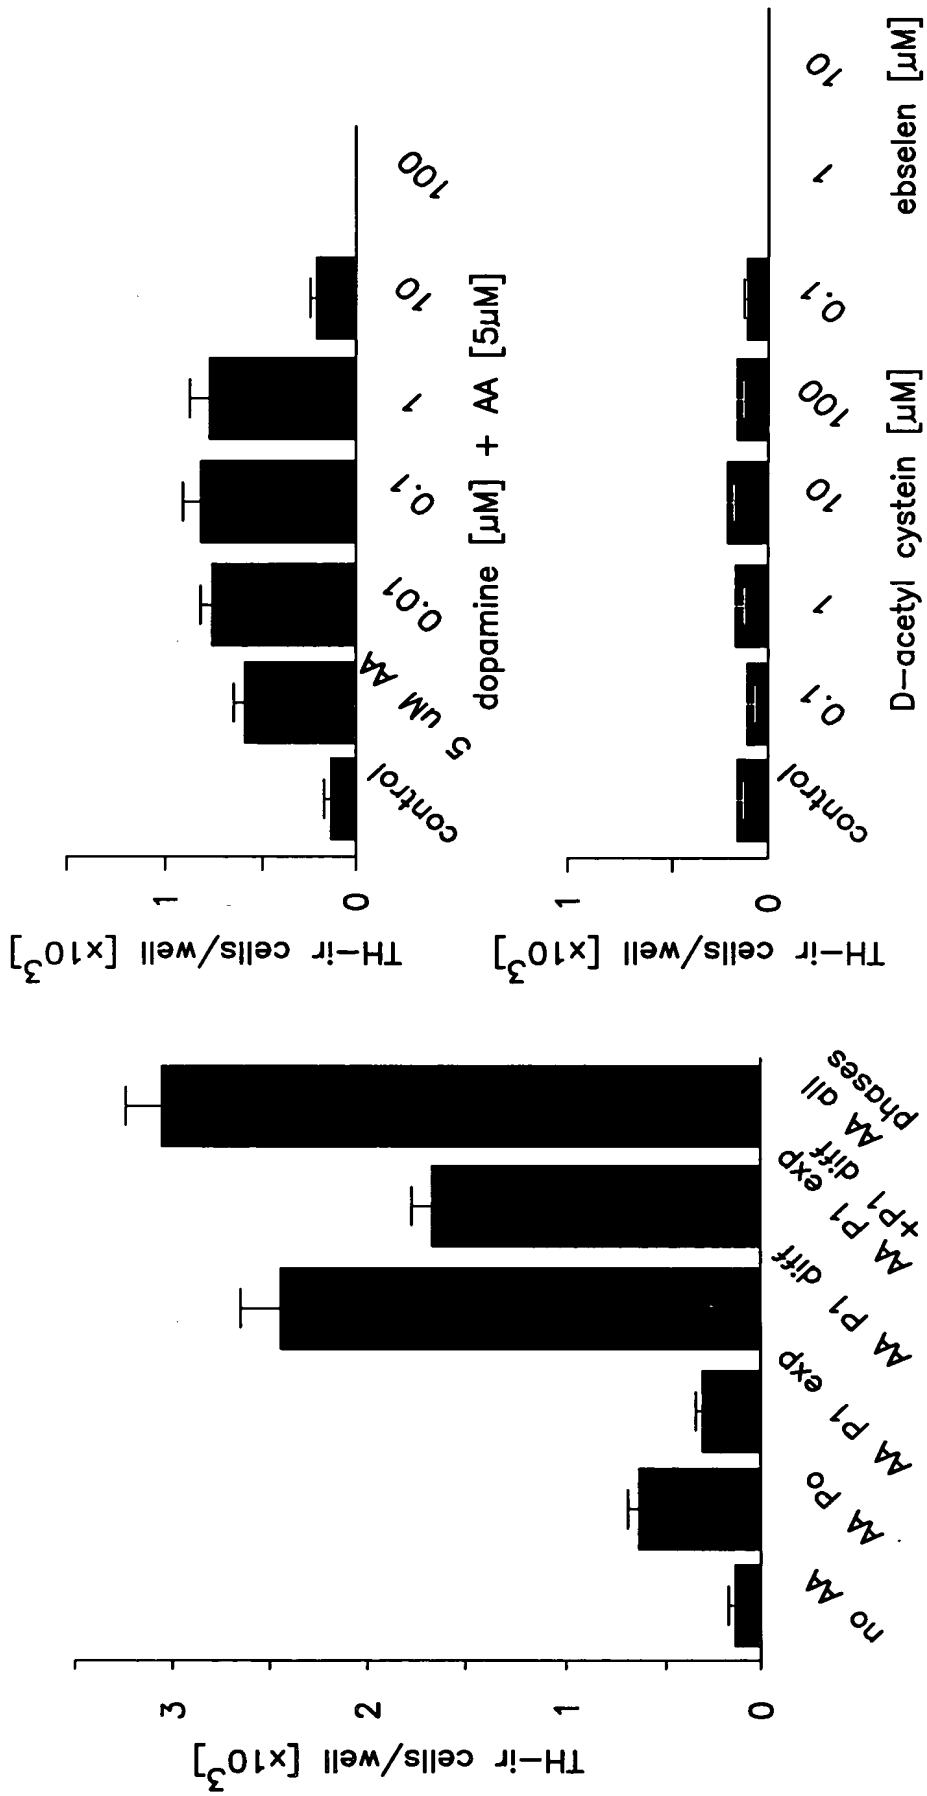 TH-ir cells/well [x10³]
3
2
1
0
no AA
AA Po
AA P1 exp
AA P1 diff
AA P1 exp
+P1 diff
AA all
phases
TH-ir cells/well [x10³]
1
0
control
5 uM AA
0.01
0.1
1
10
100
dopamine [µM] + AA [5µM]
TH-ir cells/well [x10³]
1
0
control
0.1
1
10
100
0.1
1
10
D-acetyl cystein [µM]
ebselen [µM]